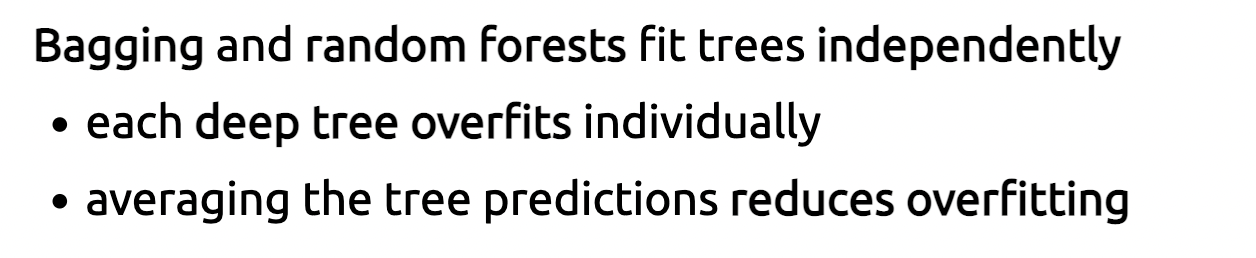 Bagging and random forests fit trees independently
• each deep tree overfits individually
• averaging the tree predictions reduces overfitting